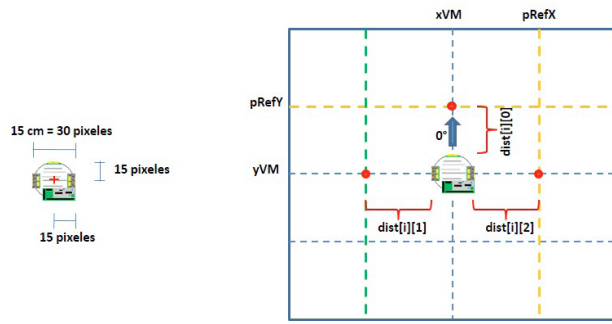 xVM
pRefX
pRefY
15 cm = 30 pixeles
0°
dist[i][0]
15 pixeles
yVM
15 pixeles
dist[i][1]
dist[i][2]